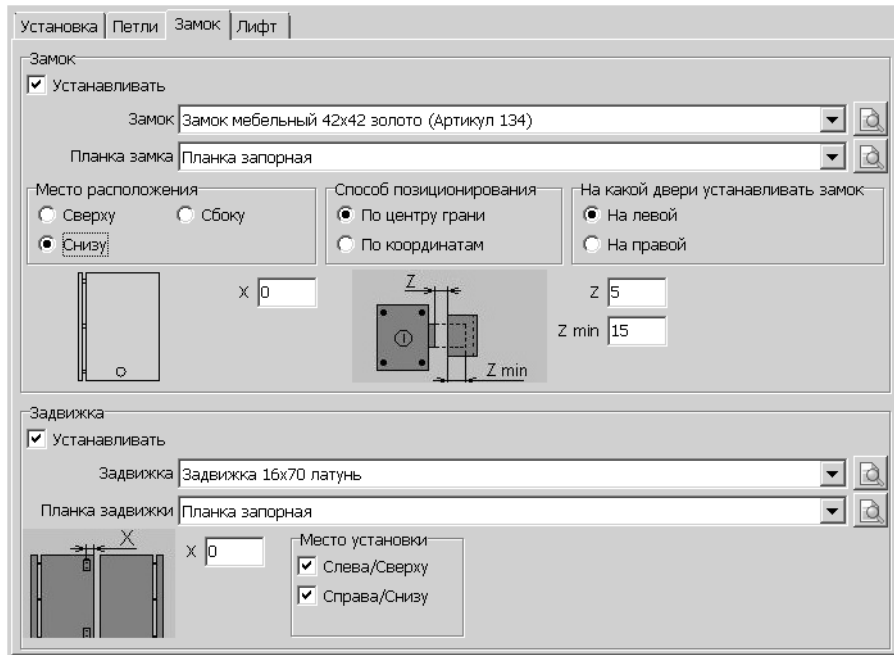 Установка Петли Замок Лифт
Замок
Устанавливать
Замок Замок мебельный 42х42 золото (Артикул 134)
Планка замка Планка запорная
Место расположения Способ позиционирования На какой двери устанавливать замок
Сверху Сбоку По центру грани На левой
Снизу По координатам На правой
X 0 Z Z 5
Z min 15
Z min
Задвижка
Устанавливать
Задвижка Задвижка 16х70 латунь
Планка задвижки Планка запорная
X X 0 Место установки
Слева/Сверху
Справа/Снизу